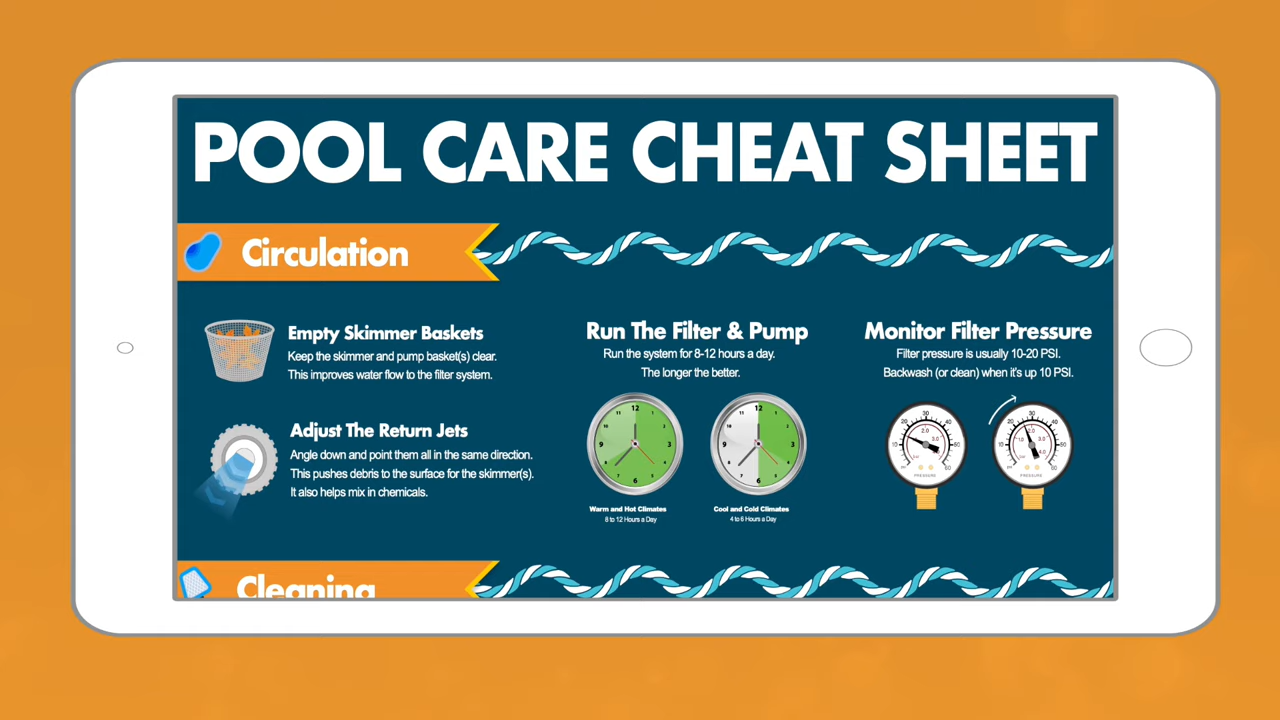 POOL CARE CHEAT SHEET
Circulation
Empty Skimmer Baskets
Keep the skimmer and pump basket(s) clear.
This improves water flow to the filter system.
Adjust The Return Jets
Angle down and point them all in the same direction.
This pushes debris to the surface for the skimmer(s).
It also helps mix in chemicals.
Run The Filter & Pump
Run the system for 8-12 hours a day.
The longer the better.
Warm and Hot Climates
8 to 12 Hours a Day
Cool and Cold Climates
4 to 6 Hours a Day
Monitor Filter Pressure
Filter pressure is usually 10-20 PSI.
Backwash (or clean) when it's up 10 PSI.
PRESSURE
PRESSURE
Cleaning